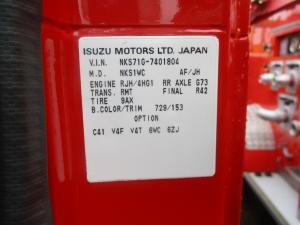 ISUZU MOTORS LTD. JAPAN
V.I.N. NKS71G-7401804
M.D. NKS1WC AF/JH
ENGINE RJH/4HG1 RR AXLE G73
TRANS. RMT FINAL R42
TIRE 9AX
B.COLOR/TRIM 729/153
OPTION
C41 V4F V4T 6WC 6ZJ